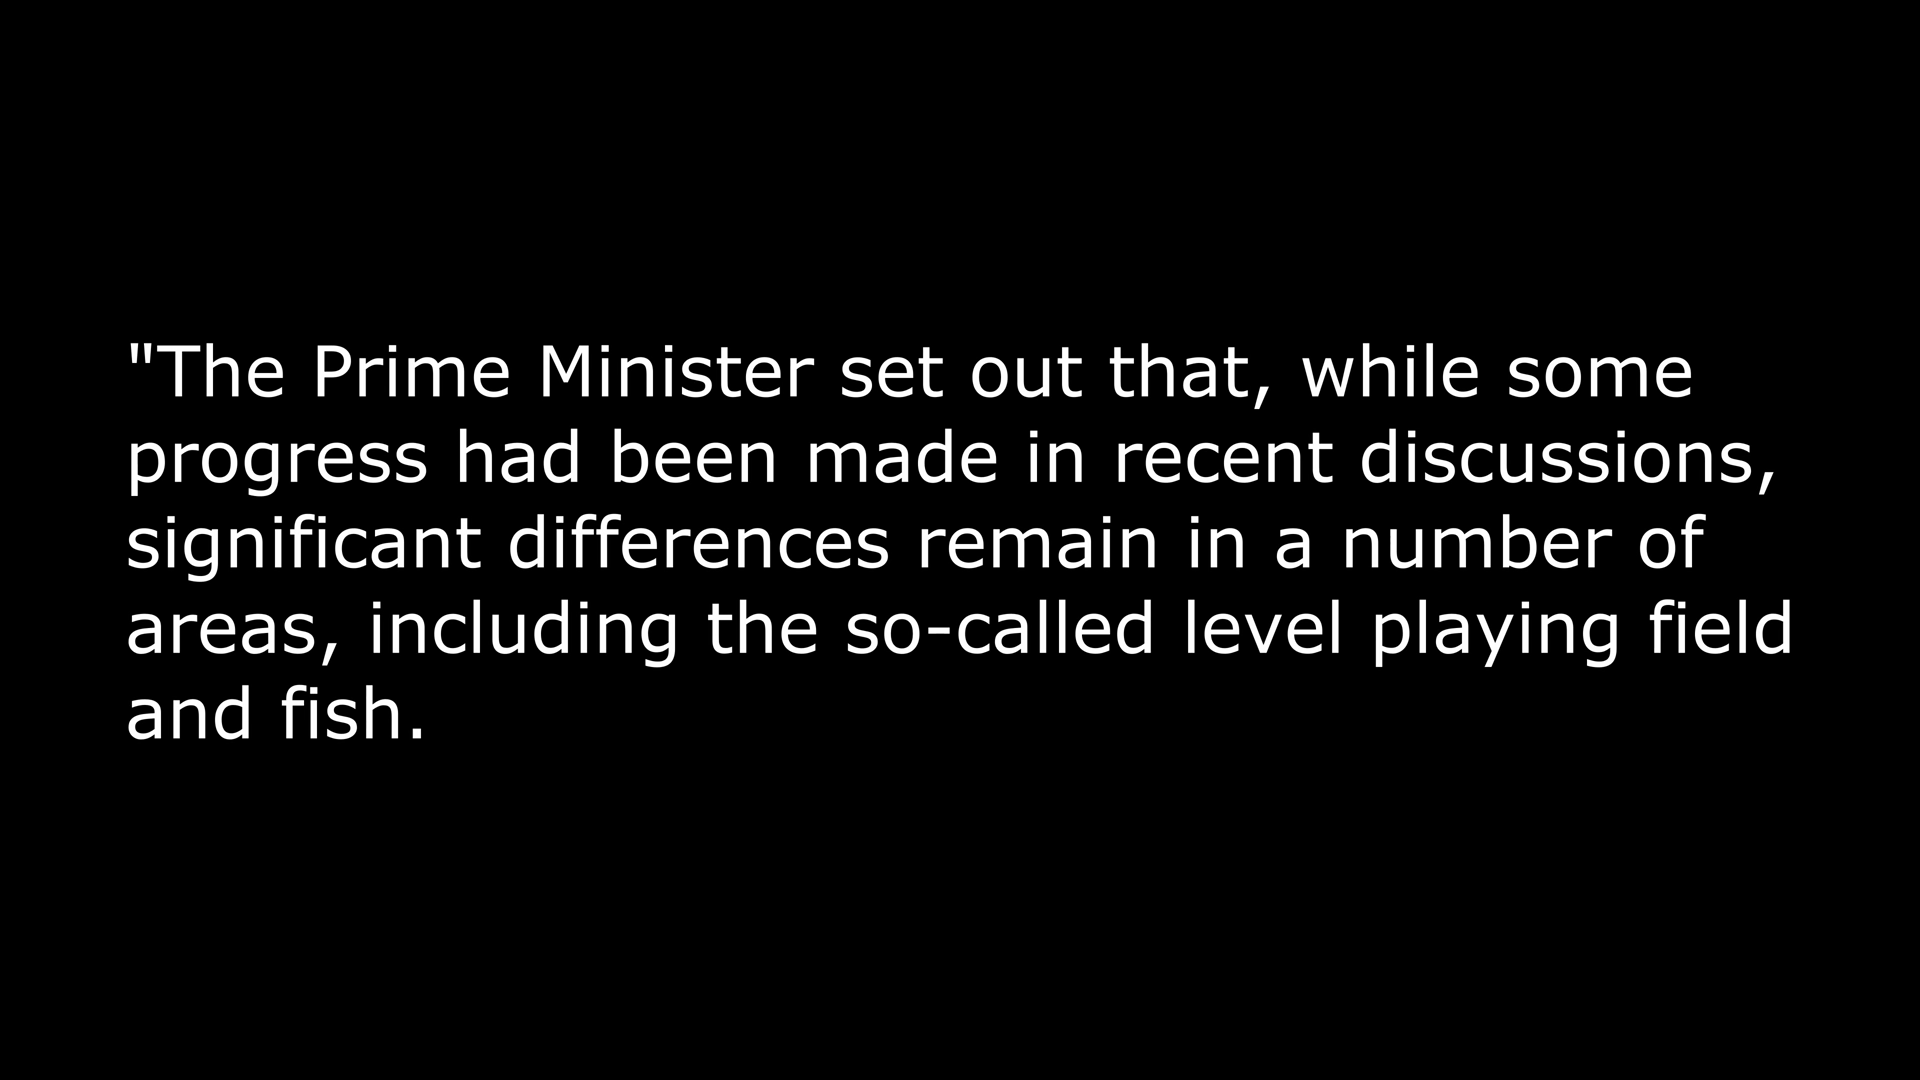 "The Prime Minister set out that, while some
progress had been made in recent discussions,
significant differences remain in a number of
areas, including the so-called level playing field
and fish.